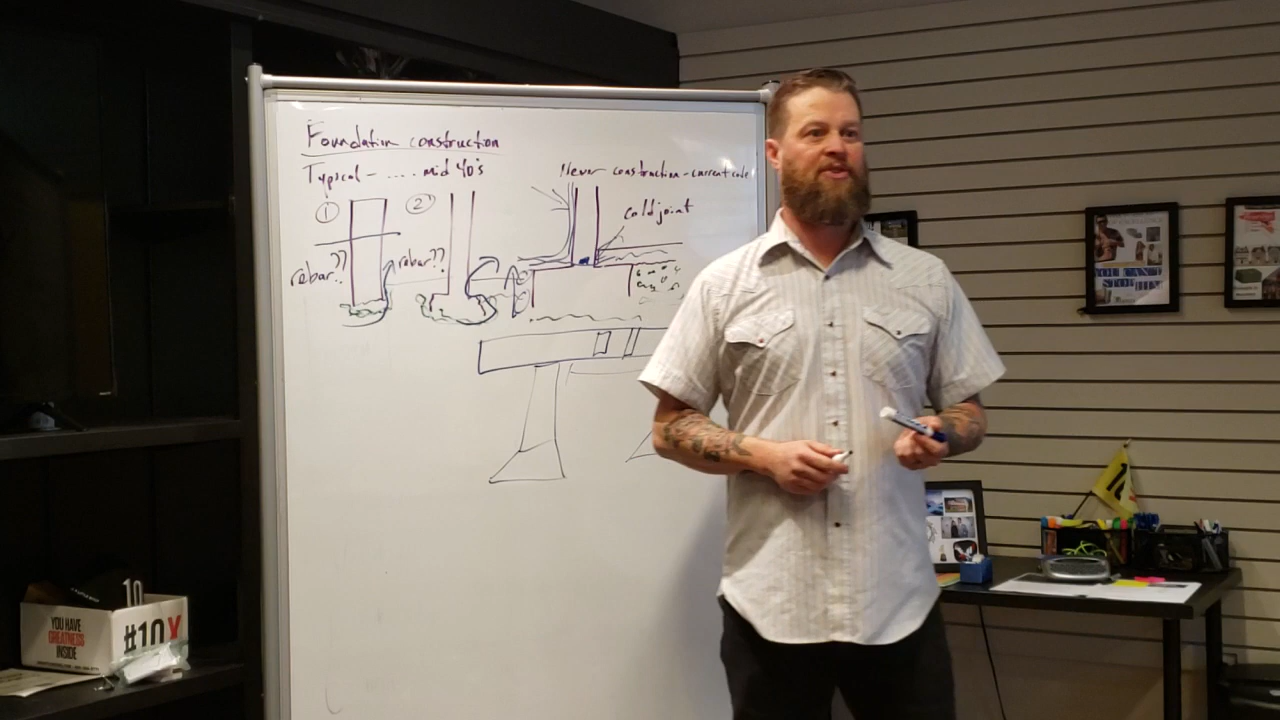 Foundation construction
Typical - .... mid 40's
Newer construction - current code
1
2
cold joint
rebar??
rebar??
YOU HAVE
GREATNESS
INSIDE
#10X
10